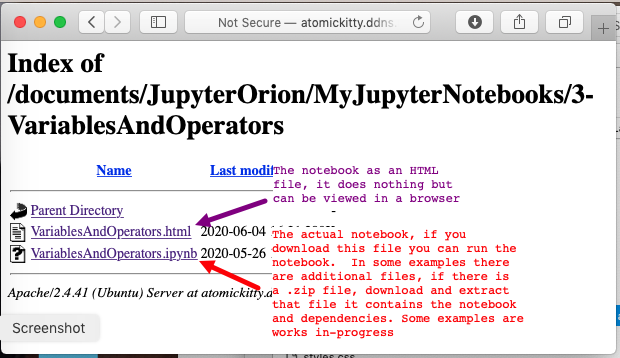 Not Secure — atomickitty.ddns.
Index of
/documents/JupyterOrion/MyJupyterNotebooks/3-
VariablesAndOperators
Name Last modif
The notebook as an HTML
file, it does nothing but
can be viewed in a browser
Parent Directory -
VariablesAndOperators.html 2020-06-04
The actual notebook, if you
download this file you can run the
VariablesAndOperators.ipynb 2020-05-26
notebook. In some examples there
are additional files, if there is
a .zip file, download and extract
that file it contains the notebook
and dependencies. Some examples are
works in-progress
Apache/2.4.41 (Ubuntu) Server at atomickitty.d
Screenshot
styles.css